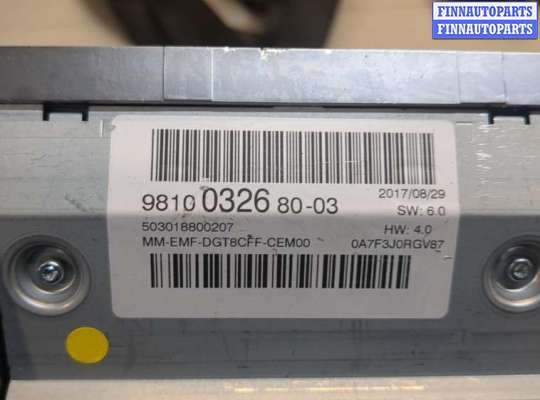 FINNAUTOPARTS
FINNAUTOPARTS
FINNAUTOPARTS
9810 0326 80-03
2017/08/29
SW: 6.0
503018800207
HW: 4.0
MM-EMF-DGT8CFF-CEM00
0A7F3J0RGV87